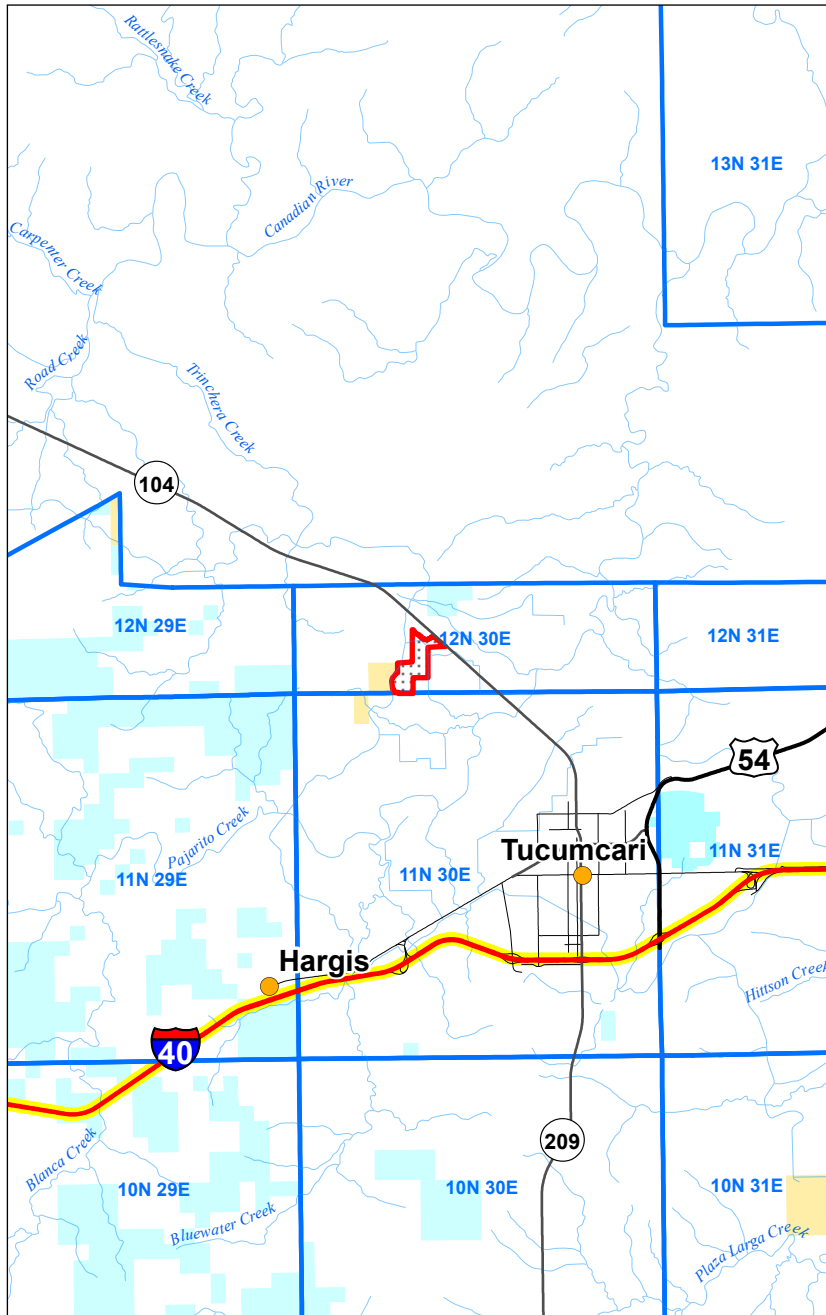 Rattlesnake Creek
13N 31E
Canadian River
Carpenter Creek
Road Creek
Trinchera Creek
104
12N 29E
12N 30E
12N 31E
54
Pajarito Creek
Tucumcari
11N 29E
11N 30E
11N 31E
Hargis
Hittson Creek
40
209
Blanca Creek
10N 29E
10N 30E
10N 31E
Bluewater Creek
Plaza Larga Creek